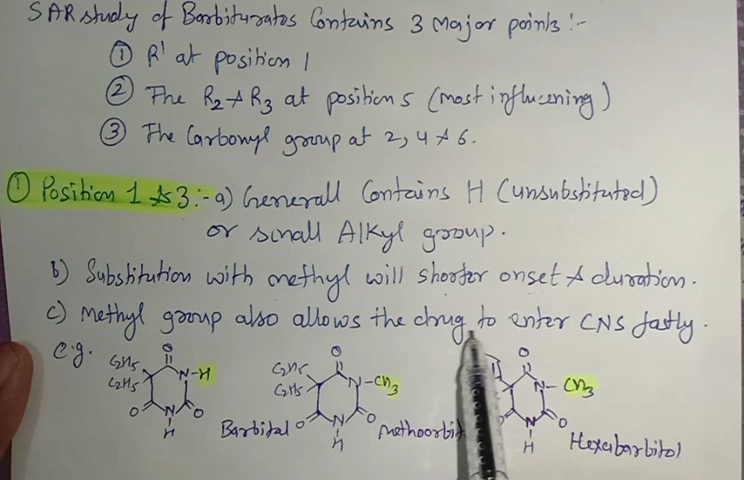 SAR study of Barbiturates Contains 3 Major points :-
① R' at position 1
② The R2 & R3 at position 5 (most influcening)
③ The Carbonyl group at 2, 4 & 6.
① Position 1 & 3 :- a) Generall Contains H (unsubstituted)
or small Alkyl group.
b) Substitution with methyl will shorter onset & duration.
c) Methyl group also allows the drug to enter CNS fastly.
e.g.
C2H5 C2H5 O N-H O O N H
Barbital
C2H5 C2H5 O N-CH3 O O N H
O N-CH3 O N H
Hexabarbitol